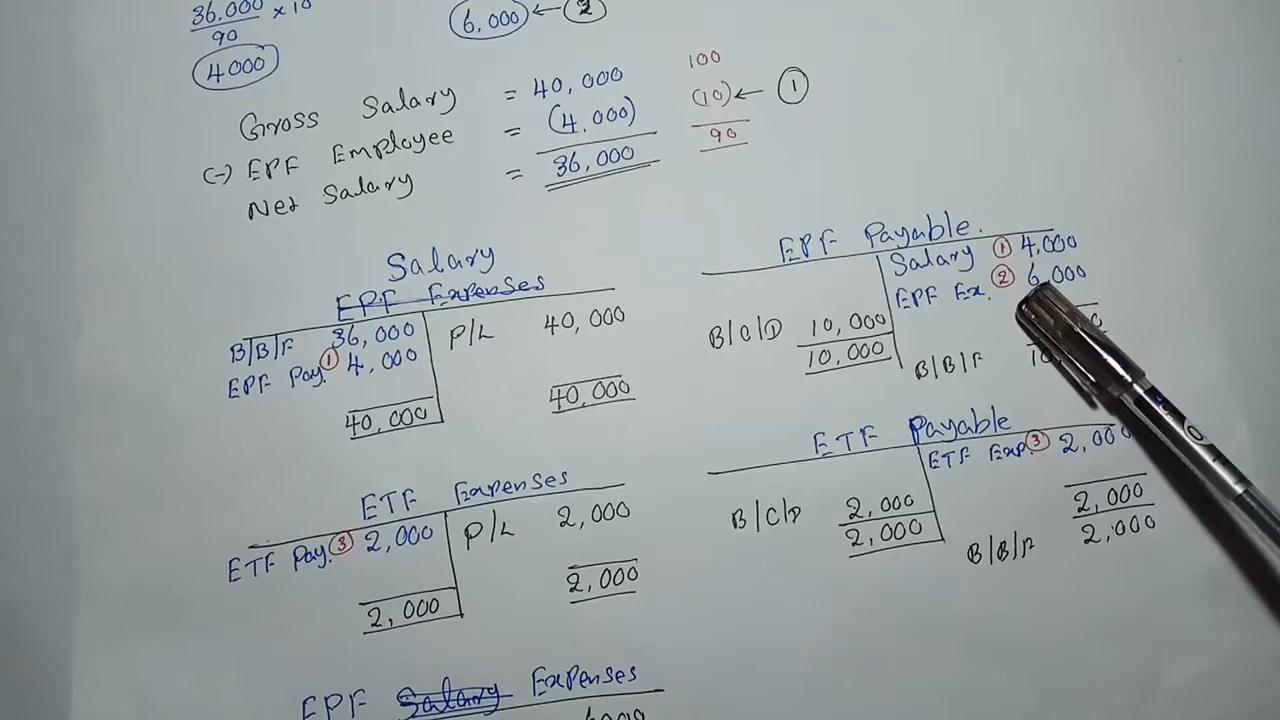 36,000 × 10
90
4000
6,000 ← 2
Gross Salary = 40,000 100
(-) EPF Employee = (4,000) (10) ← 1
Net Salary = 36,000 90
Salary
EPF Expenses
B/B/F 36,000 P/L 40,000
EPF Pay. 1 4,000
40,000 40,000
EPF Payable.
Salary 1 4,000
EPF Ex. 2 6,000
B/C/D 10,000
10,000
B/B/F
ETF Expenses
ETF Pay. 3 2,000 P/L 2,000
2,000 2,000
ETF Payable
ETF Exp. 3 2,000
B/C/D 2,000 2,000
2,000
B/B/F 2,000
EPF Salary Expenses